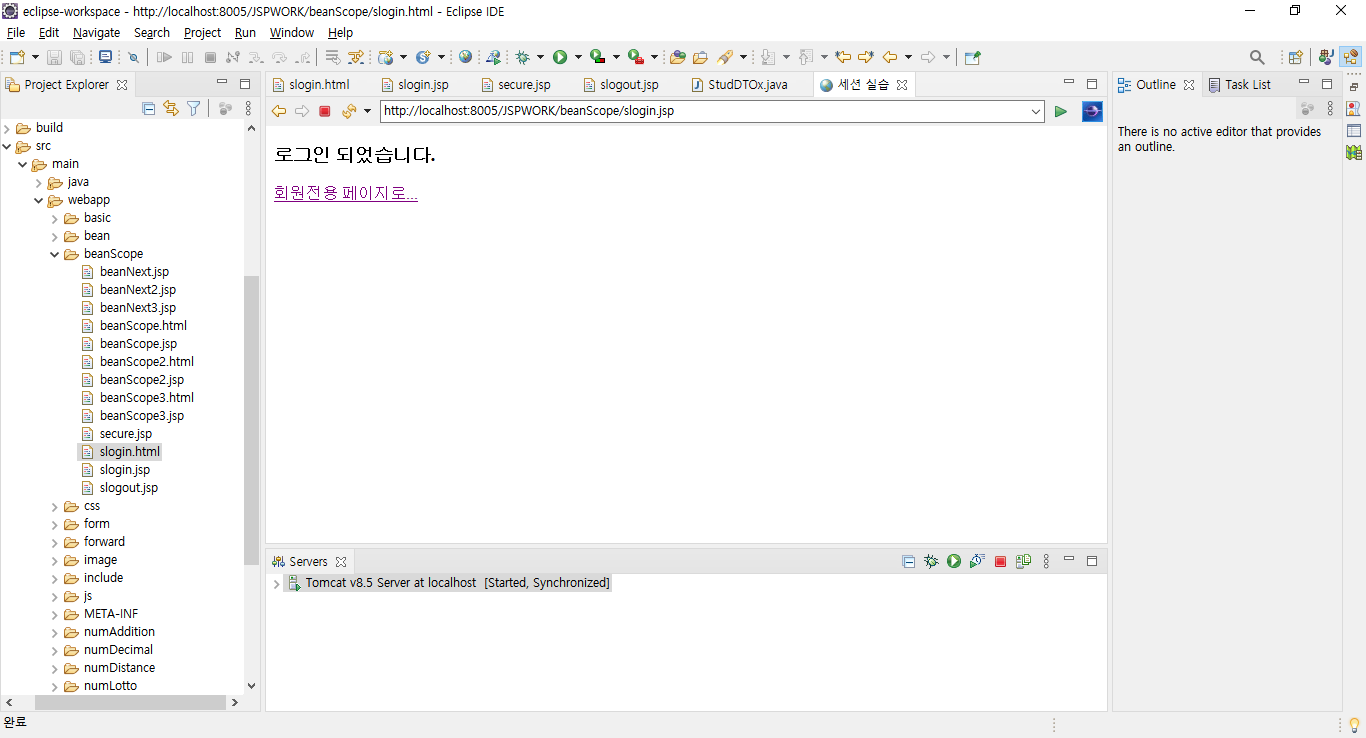 eclipse-workspace - http://localhost:8005/JSPWORK/beanScope/slogin.html - Eclipse IDE
File Edit Navigate Search Project Run Window Help
Project Explorer
build
src
main
java
webapp
basic
bean
beanScope
beanNext.jsp
beanNext2.jsp
beanNext3.jsp
beanScope.html
beanScope.jsp
beanScope2.html
beanScope2.jsp
beanScope3.html
beanScope3.jsp
secure.jsp
slogin.html
slogin.jsp
slogout.jsp
css
form
forward
image
include
js
META-INF
numAddition
numDecimal
numDistance
numLotto
slogin.html slogin.jsp secure.jsp slogout.jsp StudDTOx.java 세션 실습
http://localhost:8005/JSPWORK/beanScope/slogin.jsp
로그인 되었습니다.
회원전용 페이지로...
Servers
Tomcat v8.5 Server at localhost [Started, Synchronized]
Outline Task List
There is no active editor that provides
an outline.
완료